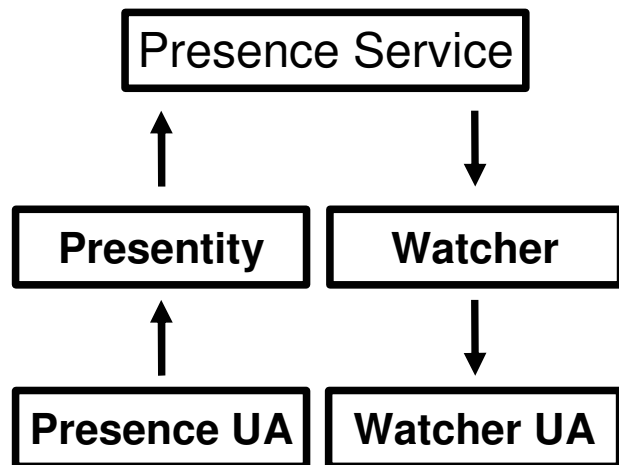 Presence Service
Presentity
Watcher
Presence UA
Watcher UA